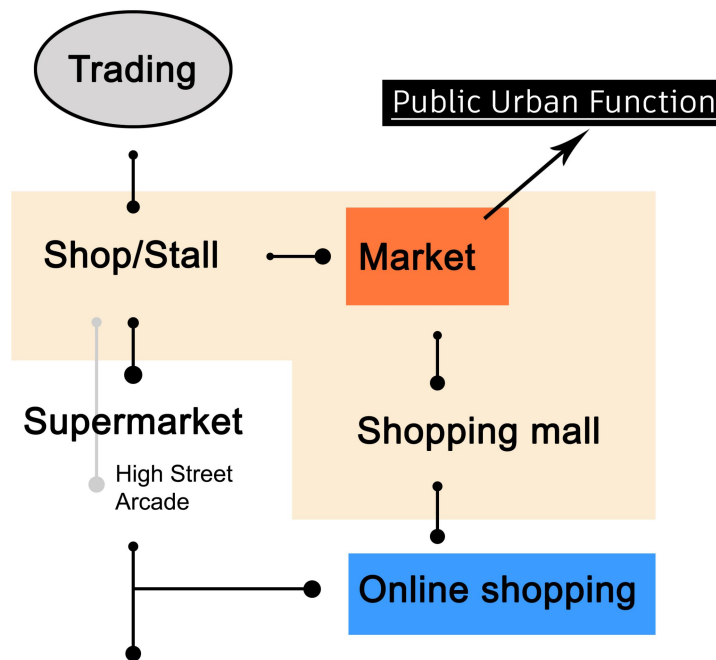 Trading
Public Urban Function
Shop/Stall
Market
Supermarket
Shopping mall
High Street
Arcade
Online shopping